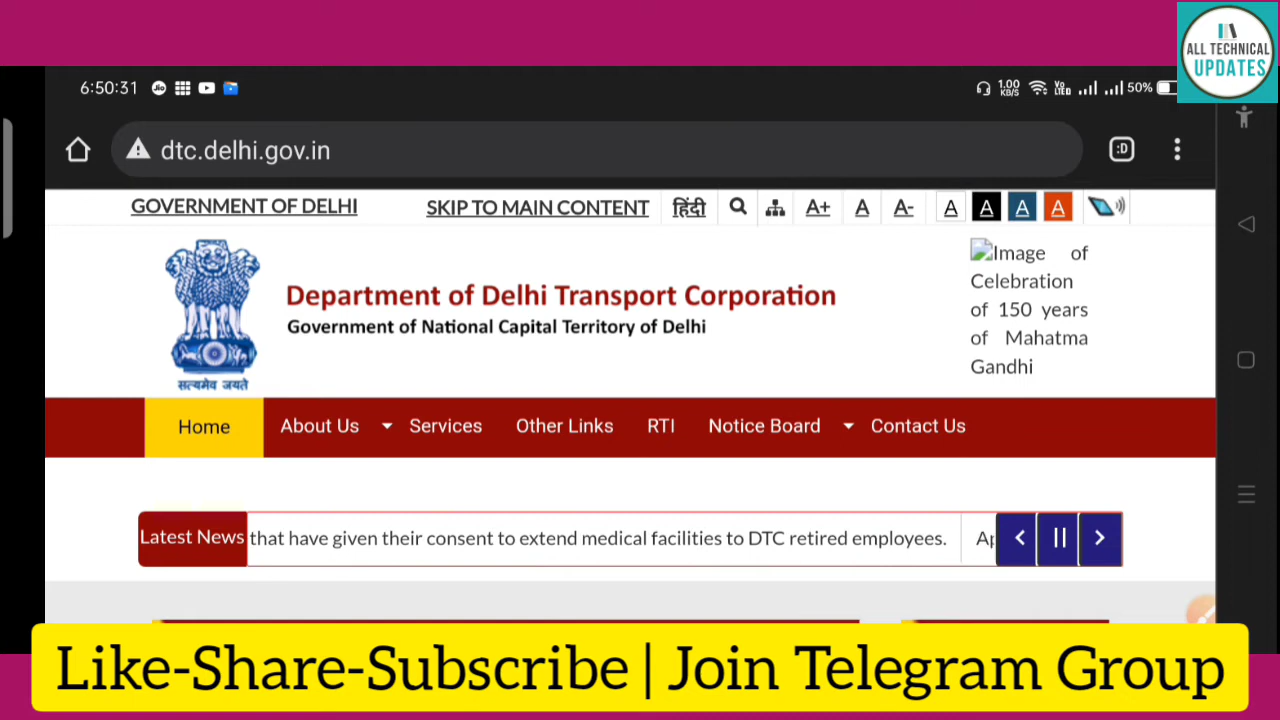 ALL TECHNICAL
UPDATES
6:50:31
1.00
KB/S
Vo
LTE
50%
dtc.delhi.gov.in
:D
GOVERNMENT OF DELHI
SKIP TO MAIN CONTENT
हिंदी
A+
A
A-
A
A
A
A
Image of
Celebration
of 150 years
of Mahatma
Gandhi
Department of Delhi Transport Corporation
Government of National Capital Territory of Delhi
सत्यमेव जयते
Home
About Us
Services
Other Links
RTI
Notice Board
Contact Us
Latest News
that have given their consent to extend medical facilities to DTC retired employees.
Like-Share-Subscribe | Join Telegram Group